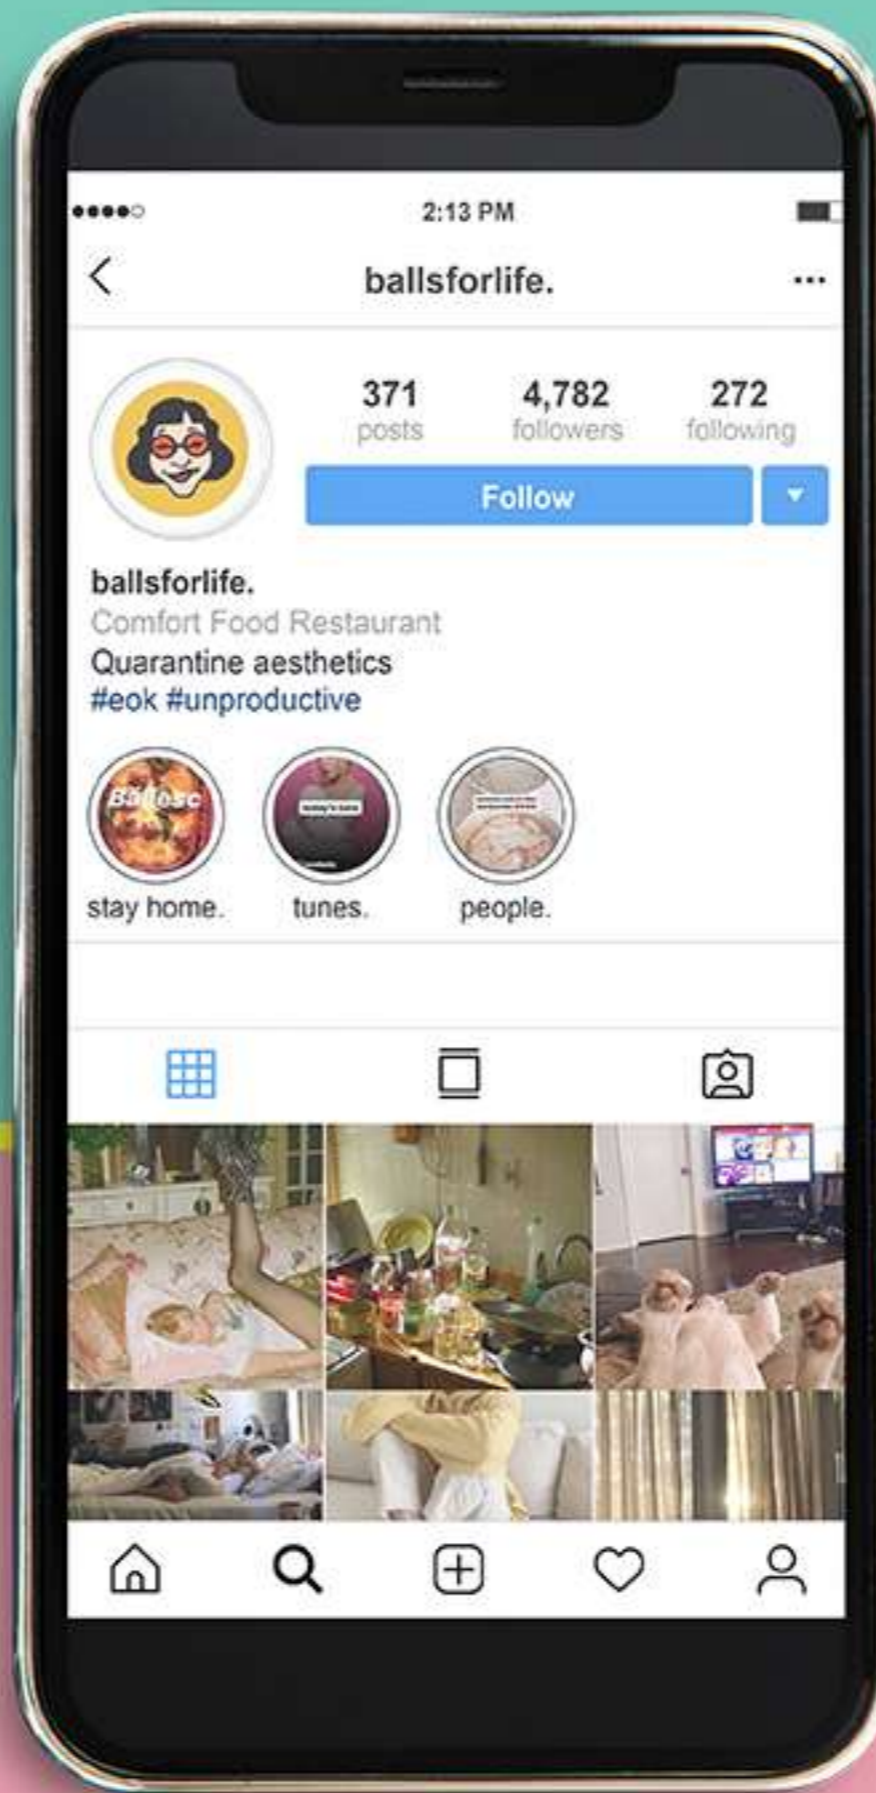 2:13 PM
ballsforlife.
371 4,782 272
posts followers following
Follow
ballsforlife.
Comfort Food Restaurant
Quarantine aesthetics
#eok #unproductive
stay home. tunes. people.